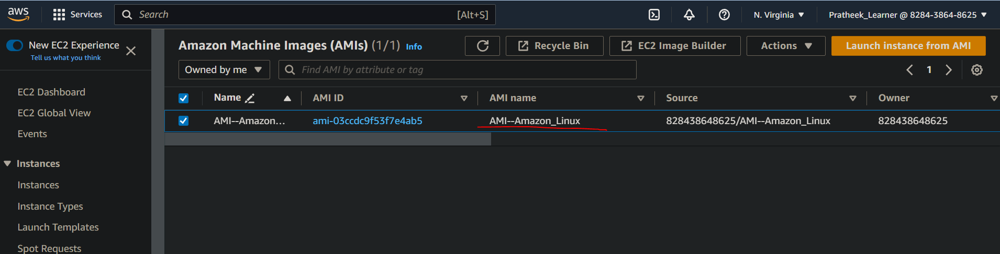 aws Services Search [Alt+S] N. Virginia Pratheek_Learner @ 8284-3864-8625
New EC2 Experience
Tell us what you think
EC2 Dashboard
EC2 Global View
Events
Instances
Instances
Instance Types
Launch Templates
Spot Requests
Amazon Machine Images (AMIs) (1/1) Info Recycle Bin EC2 Image Builder Actions Launch instance from AMI
Owned by me Find AMI by attribute or tag 1
Name AMI ID AMI name Source Owner
AMI--Amazon... ami-03ccdc9f53f7e4ab5 AMI--Amazon_Linux 828438648625/AMI--Amazon_Linux 828438648625